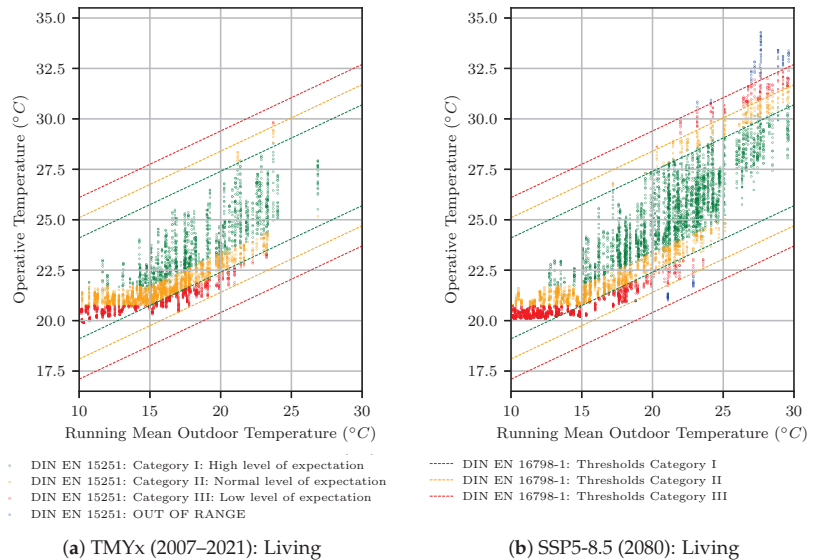 35.0
32.5
30.0
27.5
25.0
22.5
20.0
17.5
Operative Temperature (°C)
10 15 20 25 30
Running Mean Outdoor Temperature (°C)
35.0
32.5
30.0
27.5
25.0
22.5
20.0
17.5
Operative Temperature (°C)
10 15 20 25 30
Running Mean Outdoor Temperature (°C)
DIN EN 15251: Category I: High level of expectation
DIN EN 15251: Category II: Normal level of expectation
DIN EN 15251: Category III: Low level of expectation
DIN EN 15251: OUT OF RANGE
DIN EN 16798-1: Thresholds Category I
DIN EN 16798-1: Thresholds Category II
DIN EN 16798-1: Thresholds Category III
(a) TMYx (2007–2021): Living
(b) SSP5-8.5 (2080): Living